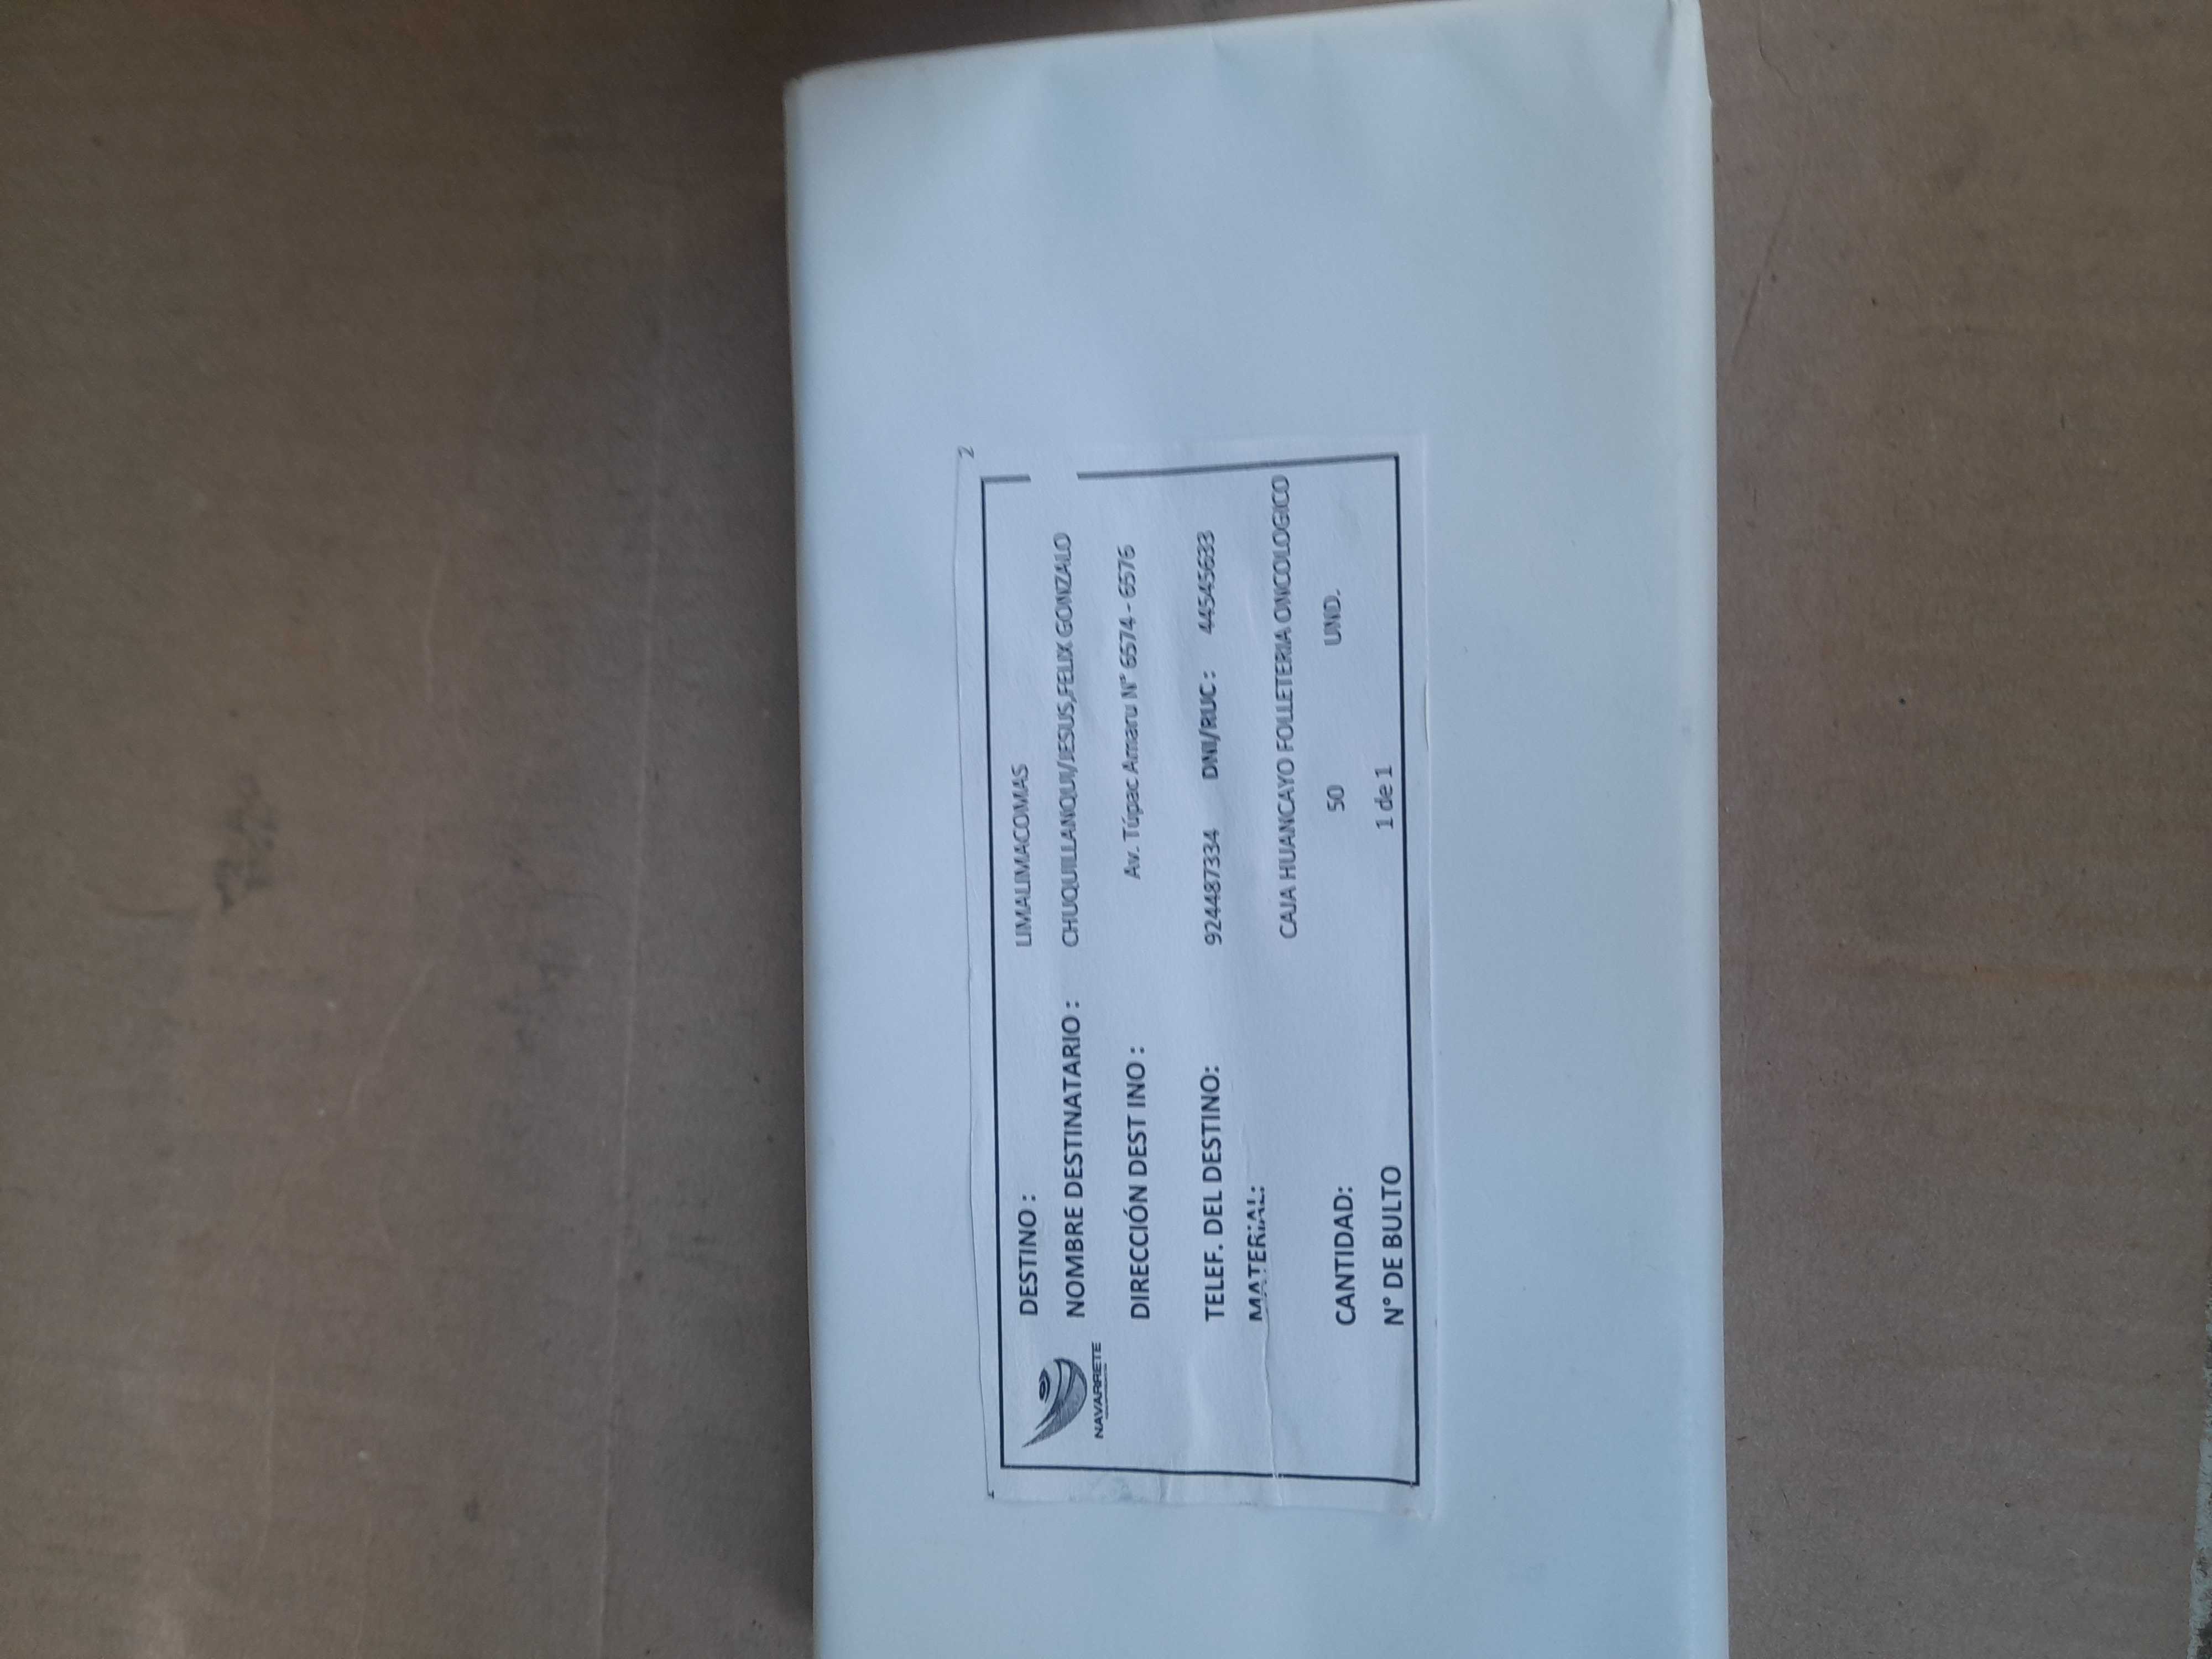 DESTINO : LIMALIMACOMAS
NOMBRE DESTINATARIO : CHUQUILLANQUI/JESUS,FELIX GONZALO
NAVARRETE
DIRECCIÓN DEST INO : Av. Túpac Amaru N° 6574 - 6576
TELEF. DEL DESTINO: 924487334 DNI/RUC : 44545633
MATERIAL:
CAJA HUANCAYO FOLLETERIA ONCOLOGICO
CANTIDAD: 50 UND.
N° DE BULTO 1 de 1